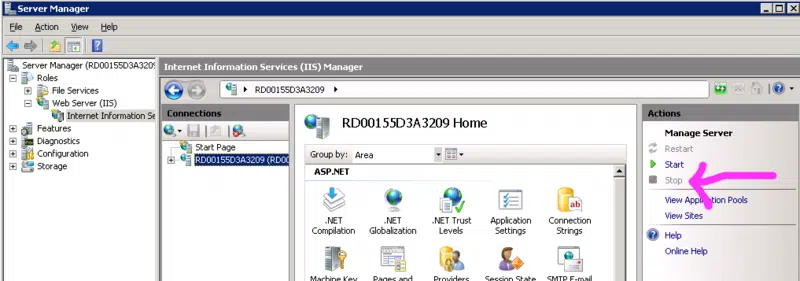 Server Manager
File Action View Help
Server Manager (RD00155D3A3209
Roles
File Services
Web Server (IIS)
Internet Information Se
Features
Diagnostics
Configuration
Storage
Internet Information Services (IIS) Manager
RD00155D3A3209
Connections
Start Page
RD00155D3A3209 (RD0
RD00155D3A3209 Home
Group by: Area
ASP.NET
.NET Compilation
.NET Globalization
.NET Trust Levels
Application Settings
Connection Strings
Machine Key
Pages and
Providers
Session State
SMTP E-mail
Actions
Manage Server
Restart
Start
Stop
View Application Pools
View Sites
Help
Online Help